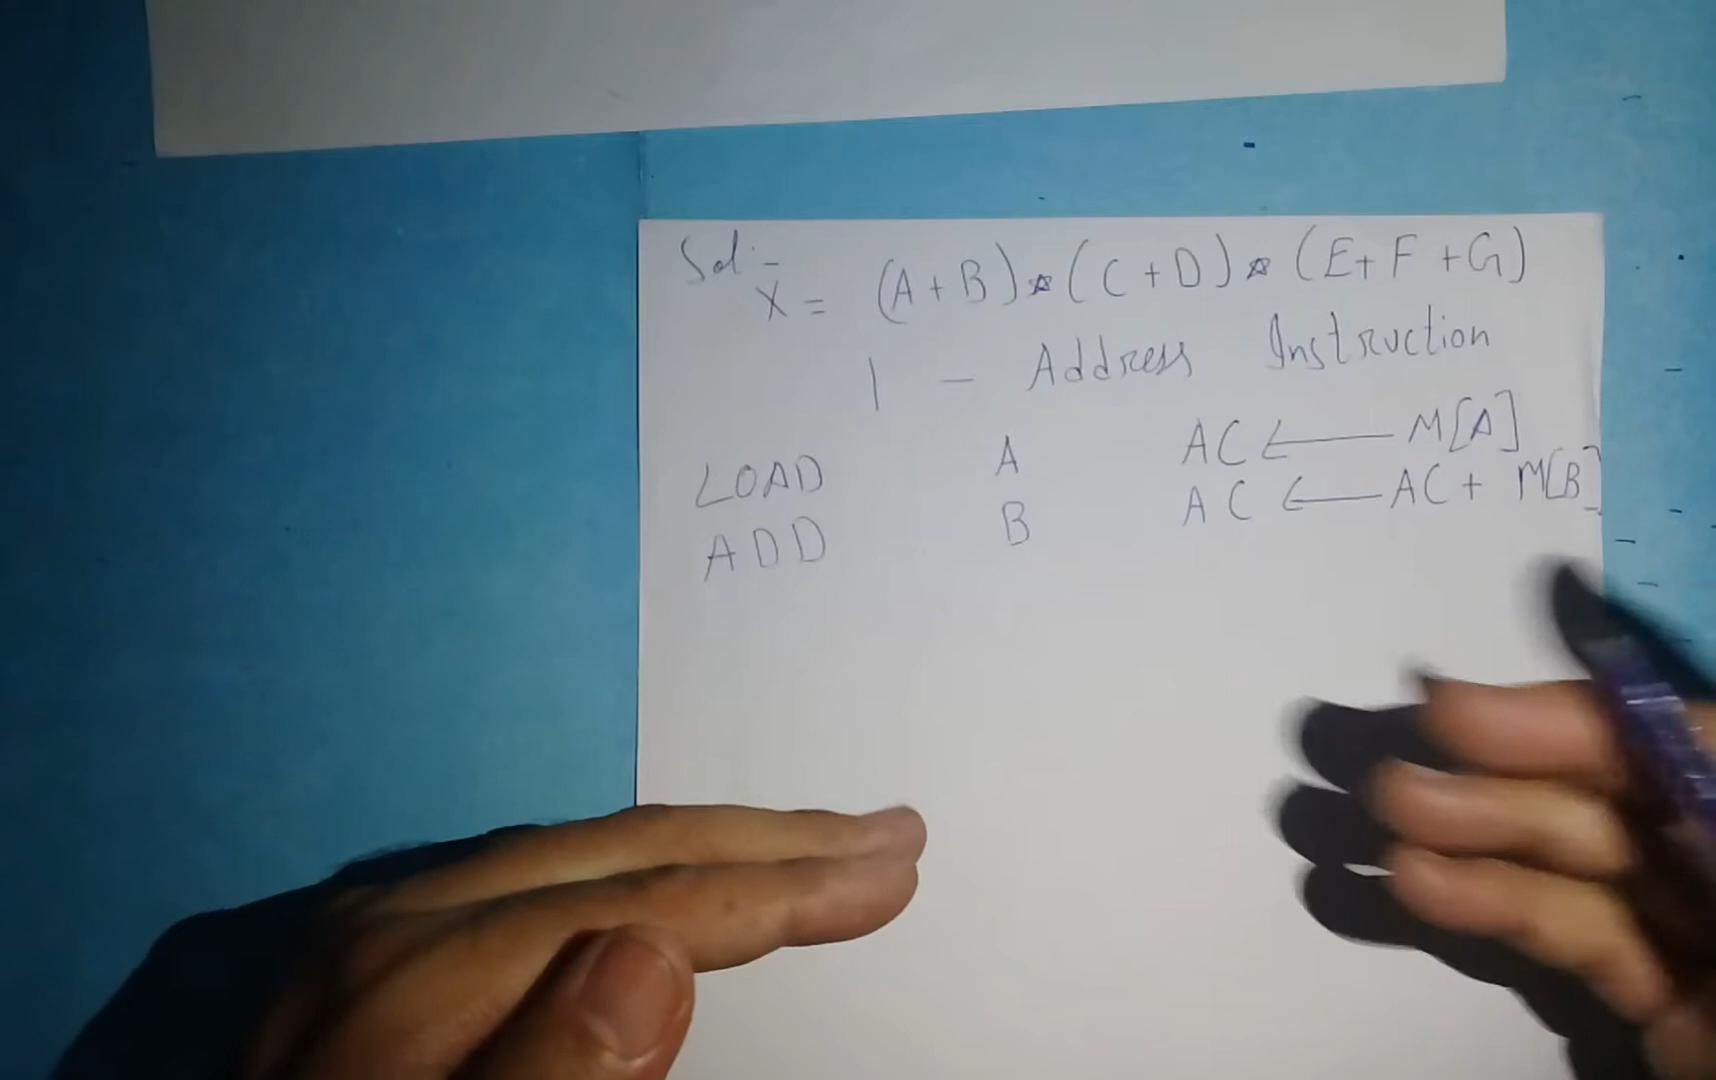 Sol:-
X = (A+B)*(C+D)*(E+F+G)
1 - Address Instruction
LOAD A AC ← M[A]
ADD B AC ← AC + M[B]